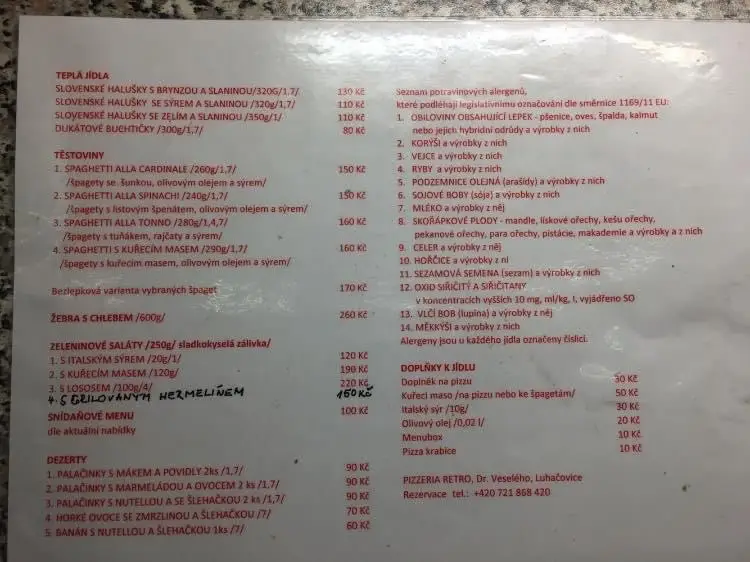 TEPLÁ JÍDLA
SLOVENSKÉ HALUŠKY S BRYNZOU A SLANINOU/320G/1,7/ 130 Kč
SLOVENSKÉ HALUŠKY SE SÝREM A SLANINOU /320g/1,7/ 110 Kč
SLOVENSKÉ HALUŠKY SE ZELÍM A SLANINOU /350g/1/ 110 Kč
DUKÁTOVÉ BUCHTIČKY /300g/1,7/ 80 Kč
TĚSTOVINY
1. SPAGHETTI ALLA CARDINALE /260g/1,7/ 150 Kč
/špagety se šunkou, olivovým olejem a sýrem/
2. SPAGHETTI ALLA SPINACHI /240g/1,7/ 150 Kč
/špagety s listovým špenátem, olivovým olejem a sýrem/
3. SPAGHETTI ALLA TONNO /280g/1,4,7/ 160 Kč
/špagety s tuňákem, rajčaty a sýrem/
4. SPAGHETTI S KUŘECÍM MASEM /290g/1,7/ 160 Kč
/špagety s kuřecím masem, olivovým olejem a sýrem/
Bezlepková varianta vybraných špaget 170 Kč
ŽEBRA S CHLEBEM /600g/ 260 Kč
ZELENINOVÉ SALÁTY /250g/ sladkokyselá zálivka/
1. S ITALSKÝM SÝREM /20g/1/ 120 Kč
2. S KUŘECÍM MASEM /120g/ 190 Kč
3. S LOSOSEM /100g/4/ 220 Kč
4. S GRILOVANÝM HERMELÍNEM 160 Kč
SNÍDAŇOVÉ MENU 100 Kč
dle aktuální nabídky
DEZERTY
1. PALAČINKY S MÁKEM A POVIDLY 2ks /1,7/ 90 Kč
2. PALAČINKY S MARMELÁDOU A OVOCEM 2 ks /1,7/ 90 Kč
3. PALAČINKY S NUTELLOU A SE ŠLEHAČKOU 2 ks /1,7/ 90 Kč
4. HORKÉ OVOCE SE ZMRZLINOU A ŠLEHAČKOU /7/ 70 Kč
5. BANÁN S NUTELLOU A ŠLEHAČKOU 1ks /7/ 60 Kč
Seznam potravinových alergenů,
které podléhají legislativnímu označování dle směrnice 1169/11 EU:
1. OBILOVINY OBSAHUJÍCÍ LEPEK - pšenice, oves, špalda, kamut
nebo jejich hybridní odrůdy a výrobky z nich
2. KORÝŠI a výrobky z nich
3. VEJCE a výrobky z nich
4. RYBY a výrobky z nich
5. PODZEMNICE OLEJNÁ (arašídy) a výrobky z nich
6. SOJOVÉ BOBY (sója) a výrobky z nich
7. MLÉKO a výrobky z něj
8. SKOŘÁPKOVÉ PLODY - mandle, lískové ořechy, kešu ořechy,
pekanové ořechy, para ořechy, pistácie, makademie a výrobky a z nich
9. CELER a výrobky z něj
10. HOŘČICE a výrobky z ní
11. SEZAMOVÁ SEMENA (sezam) a výrobky z nich
12. OXID SIŘIČITÝ A SIŘIČITANY
v koncentracích vyšších 10 mg, ml/kg, l, vyjádřeno SO
13. VLČÍ BOB (lupina) a výrobky z něj
14. MĚKKÝŠI a výrobky z nich
Alergeny jsou u každého jídla označeny číslicí.
DOPLŇKY K JÍDLU
Doplněk na pizzu 30 Kč
Kuřecí maso /na pizzu nebo ke špagetám/ 50 Kč
Italský sýr /10g/ 30 Kč
Olivový olej /0,02 l/ 20 Kč
Menubox 10 Kč
Pizza krabice 10 Kč
PIZZERIA RETRO, Dr. Veselého, Luhačovice
Rezervace tel.: +420 721 868 420